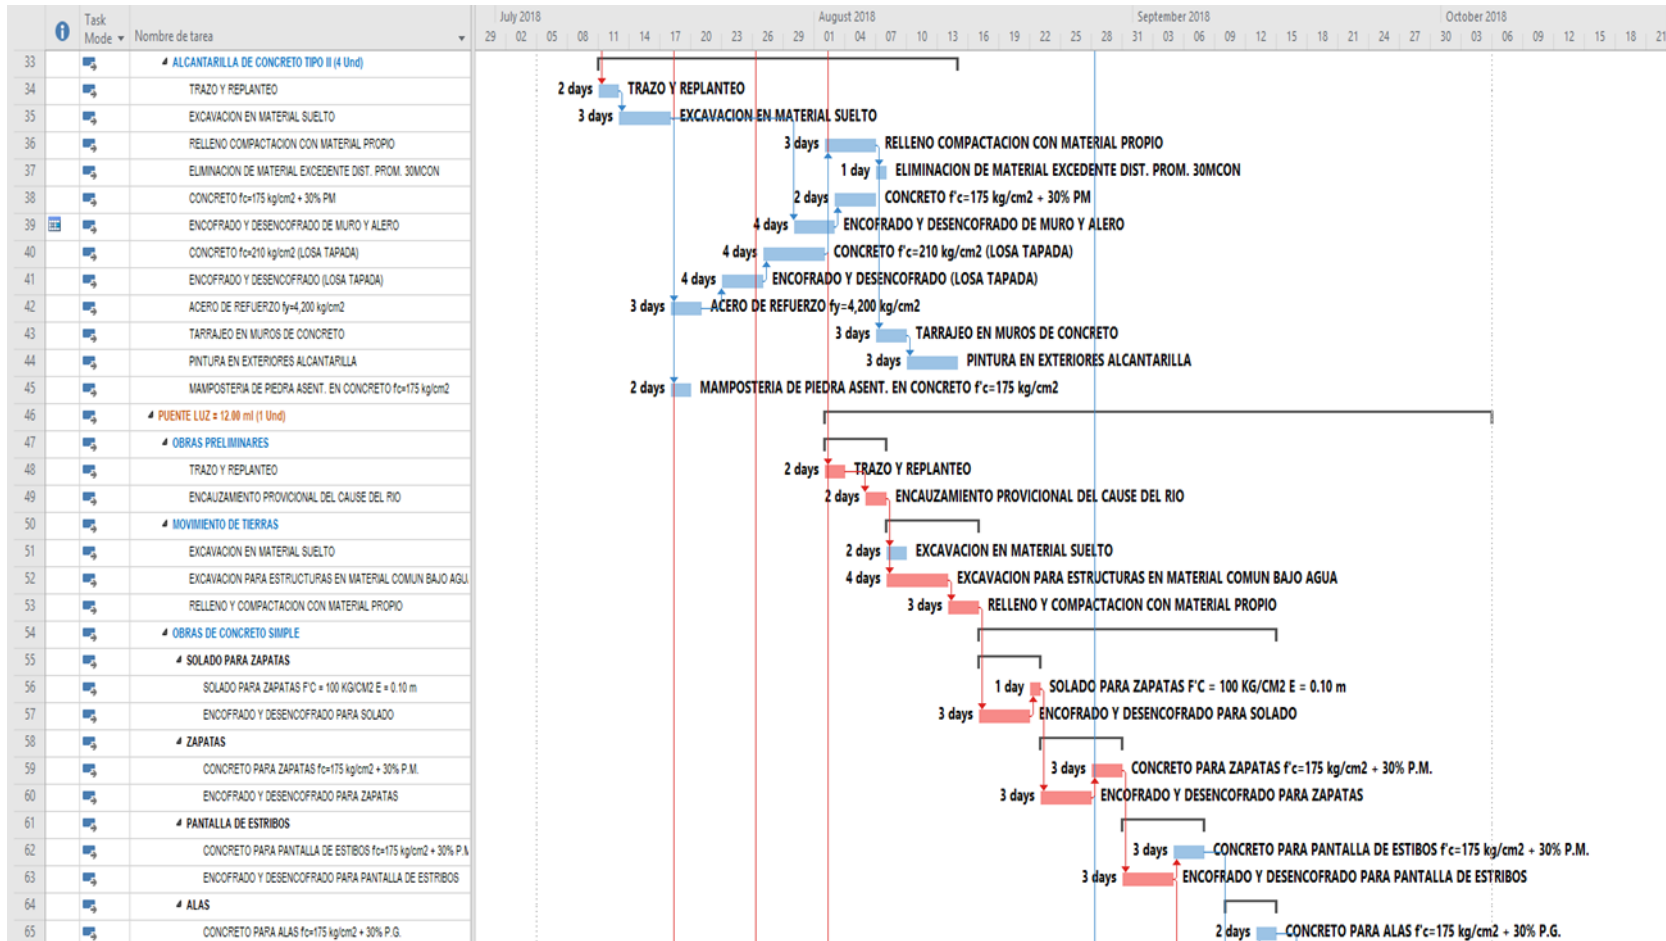 July 2018 August 2018 September 2018 October 2018
Task Mode Nombre de tarea 29 02 05 08 11 14 17 20 23 26 29 01 04 07 10 13 16 19 22 25 28 31 03 06 09 12 15 18 21 24 27 30 03 06 09 12 15 18 21
33 ALCANTARILLA DE CONCRETO TIPO II (4 Und)
34 TRAZO Y REPLANTEO 2 days TRAZO Y REPLANTEO
35 EXCAVACION EN MATERIAL SUELTO 3 days EXCAVACION EN MATERIAL SUELTO
36 RELLENO COMPACTACION CON MATERIAL PROPIO 3 days RELLENO COMPACTACION CON MATERIAL PROPIO
37 ELIMINACION DE MATERIAL EXCEDENTE DIST. PROM. 30MCON 1 day ELIMINACION DE MATERIAL EXCEDENTE DIST. PROM. 30MCON
38 CONCRETO f'c=175 kg/cm2 + 30% PM 2 days CONCRETO f'c=175 kg/cm2 + 30% PM
39 ENCOFRADO Y DESENCOFRADO DE MURO Y ALERO 4 days ENCOFRADO Y DESENCOFRADO DE MURO Y ALERO
40 CONCRETO f'c=210 kg/cm2 (LOSA TAPADA) 4 days CONCRETO f'c=210 kg/cm2 (LOSA TAPADA)
41 ENCOFRADO Y DESENCOFRADO (LOSA TAPADA) 4 days ENCOFRADO Y DESENCOFRADO (LOSA TAPADA)
42 ACERO DE REFUERZO fy=4,200 kg/cm2 3 days ACERO DE REFUERZO fy=4,200 kg/cm2
43 TARRAJEO EN MUROS DE CONCRETO 3 days TARRAJEO EN MUROS DE CONCRETO
44 PINTURA EN EXTERIORES ALCANTARILLA 3 days PINTURA EN EXTERIORES ALCANTARILLA
45 MAMPOSTERIA DE PIEDRA ASENT. EN CONCRETO f'c=175 kg/cm2 2 days MAMPOSTERIA DE PIEDRA ASENT. EN CONCRETO f'c=175 kg/cm2
46 PUENTE LUZ = 12.00 ml (1 Und)
47 OBRAS PRELIMINARES
48 TRAZO Y REPLANTEO 2 days TRAZO Y REPLANTEO
49 ENCAUZAMIENTO PROVICIONAL DEL CAUSE DEL RIO 2 days ENCAUZAMIENTO PROVICIONAL DEL CAUSE DEL RIO
50 MOVIMIENTO DE TIERRAS
51 EXCAVACION EN MATERIAL SUELTO 2 days EXCAVACION EN MATERIAL SUELTO
52 EXCAVACION PARA ESTRUCTURAS EN MATERIAL COMUN BAJO AGU 4 days EXCAVACION PARA ESTRUCTURAS EN MATERIAL COMUN BAJO AGUA
53 RELLENO Y COMPACTACION CON MATERIAL PROPIO 3 days RELLENO Y COMPACTACION CON MATERIAL PROPIO
54 OBRAS DE CONCRETO SIMPLE
55 SOLADO PARA ZAPATAS
56 SOLADO PARA ZAPATAS F'C = 100 KG/CM2 E = 0.10 m 1 day SOLADO PARA ZAPATAS F'C = 100 KG/CM2 E = 0.10 m
57 ENCOFRADO Y DESENCOFRADO PARA SOLADO 3 days ENCOFRADO Y DESENCOFRADO PARA SOLADO
58 ZAPATAS
59 CONCRETO PARA ZAPATAS f'c=175 kg/cm2 + 30% P.M. 3 days CONCRETO PARA ZAPATAS f'c=175 kg/cm2 + 30% P.M.
60 ENCOFRADO Y DESENCOFRADO PARA ZAPATAS 3 days ENCOFRADO Y DESENCOFRADO PARA ZAPATAS
61 PANTALLA DE ESTRIBOS
62 CONCRETO PARA PANTALLA DE ESTIBOS f'c=175 kg/cm2 + 30% P.M 3 days CONCRETO PARA PANTALLA DE ESTIBOS f'c=175 kg/cm2 + 30% P.M.
63 ENCOFRADO Y DESENCOFRADO PARA PANTALLA DE ESTRIBOS 3 days ENCOFRADO Y DESENCOFRADO PARA PANTALLA DE ESTRIBOS
64 ALAS
65 CONCRETO PARA ALAS f'c=175 kg/cm2 + 30% P.G. 2 days CONCRETO PARA ALAS f'c=175 kg/cm2 + 30% P.G.